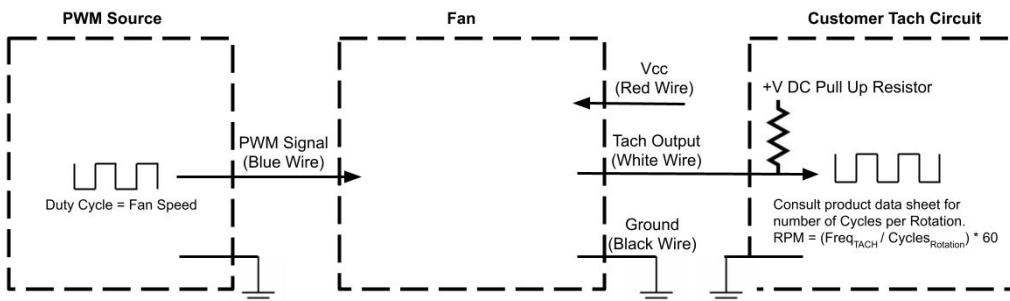 PWM Source
Fan
Customer Tach Circuit
Vcc
(Red Wire)
+V DC Pull Up Resistor
PWM Signal
(Blue Wire)
Tach Output
(White Wire)
Duty Cycle = Fan Speed
Consult product data sheet for
number of Cycles per Rotation.
RPM = (Freq_TACH / Cycles_Rotation) * 60
Ground
(Black Wire)